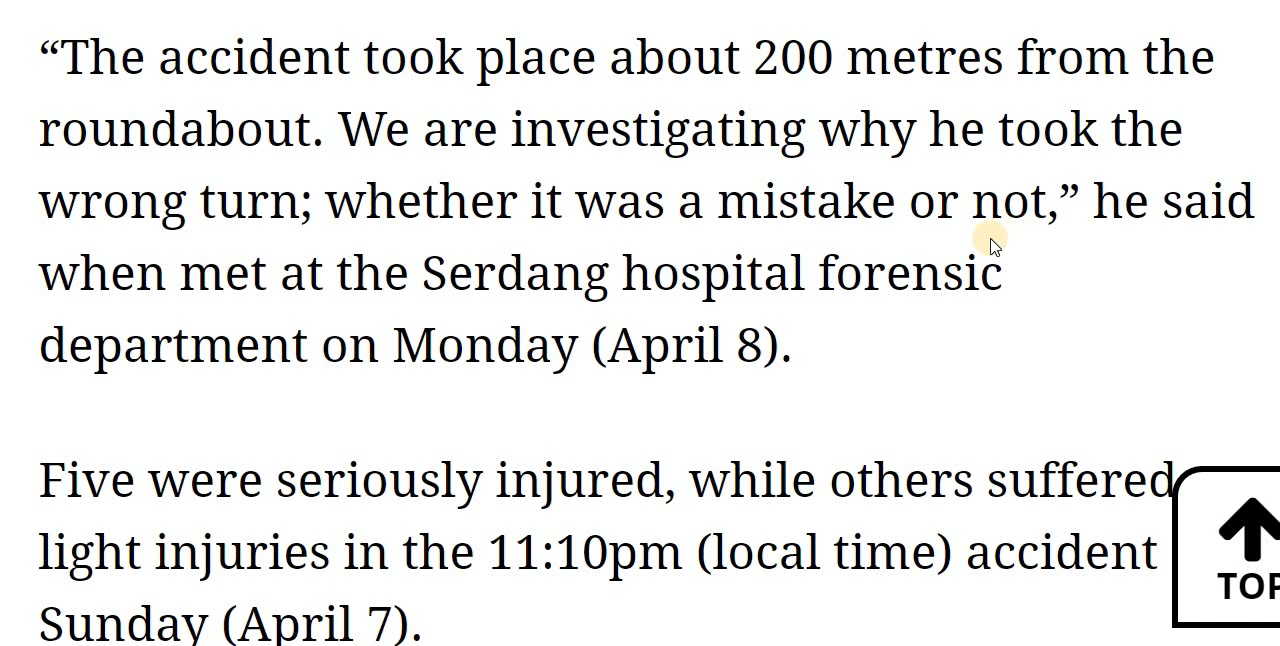 “The accident took place about 200 metres from the
roundabout. We are investigating why he took the
wrong turn; whether it was a mistake or not,” he said
when met at the Serdang hospital forensic
department on Monday (April 8).
Five were seriously injured, while others suffered
light injuries in the 11:10pm (local time) accident
Sunday (April 7).
TOP